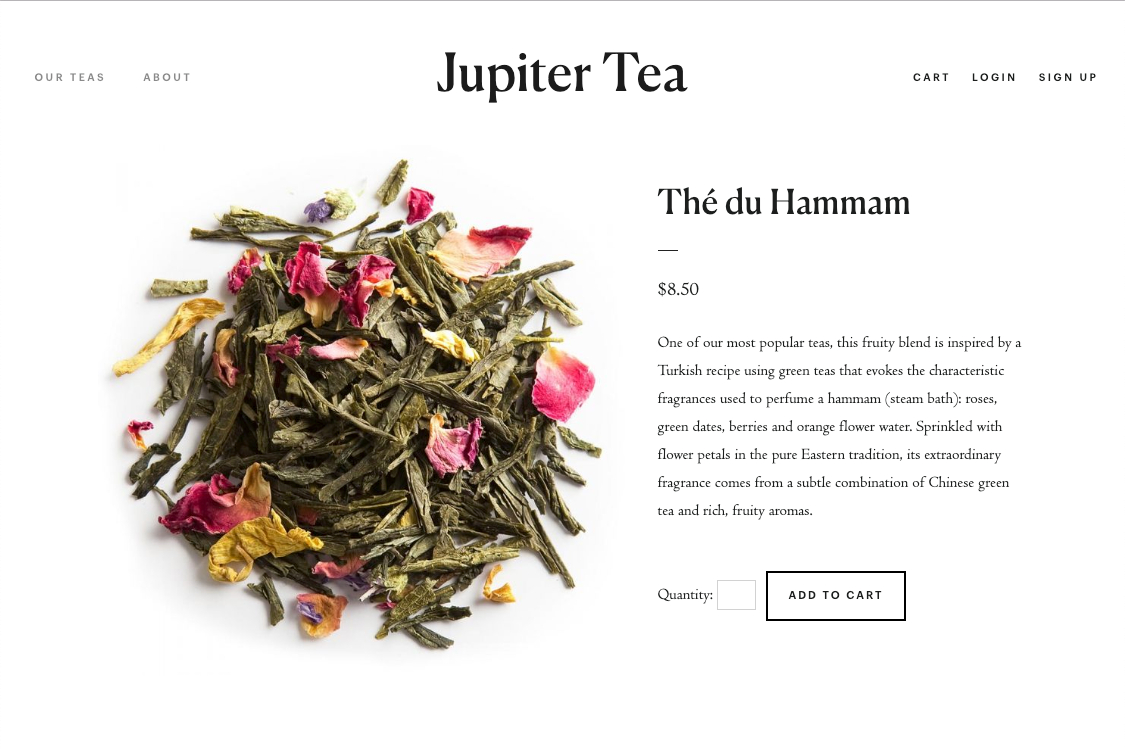 OUR TEAS ABOUT Jupiter Tea CART LOGIN SIGN UP
Thé du Hammam
$8.50
One of our most popular teas, this fruity blend is inspired by a
Turkish recipe using green teas that evokes the characteristic
fragrances used to perfume a hammam (steam bath): roses,
green dates, berries and orange flower water. Sprinkled with
flower petals in the pure Eastern tradition, its extraordinary
fragrance comes from a subtle combination of Chinese green
tea and rich, fruity aromas.
Quantity: ADD TO CART